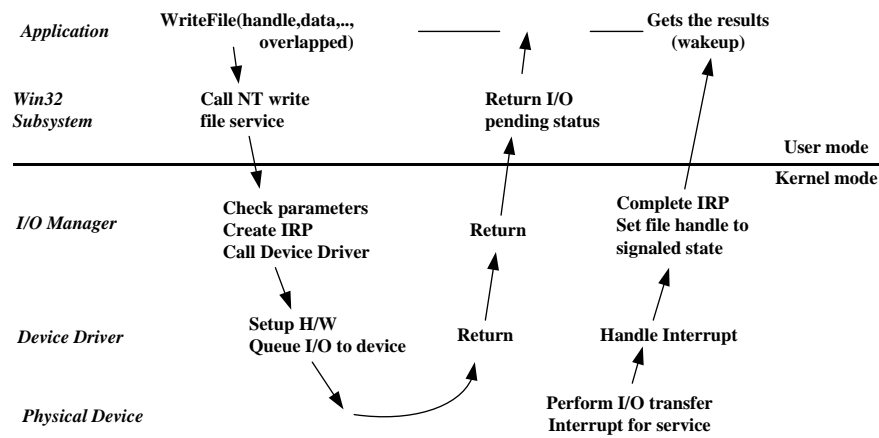 Application
WriteFile(handle,data,..,
overlapped)
Gets the results
(wakeup)
Win32
Subsystem
Call NT write
file service
Return I/O
pending status
User mode
Kernel mode
I/O Manager
Check parameters
Create IRP
Call Device Driver
Return
Complete IRP
Set file handle to
signaled state
Device Driver
Setup H/W
Queue I/O to device
Return
Handle Interrupt
Physical Device
Perform I/O transfer
Interrupt for service